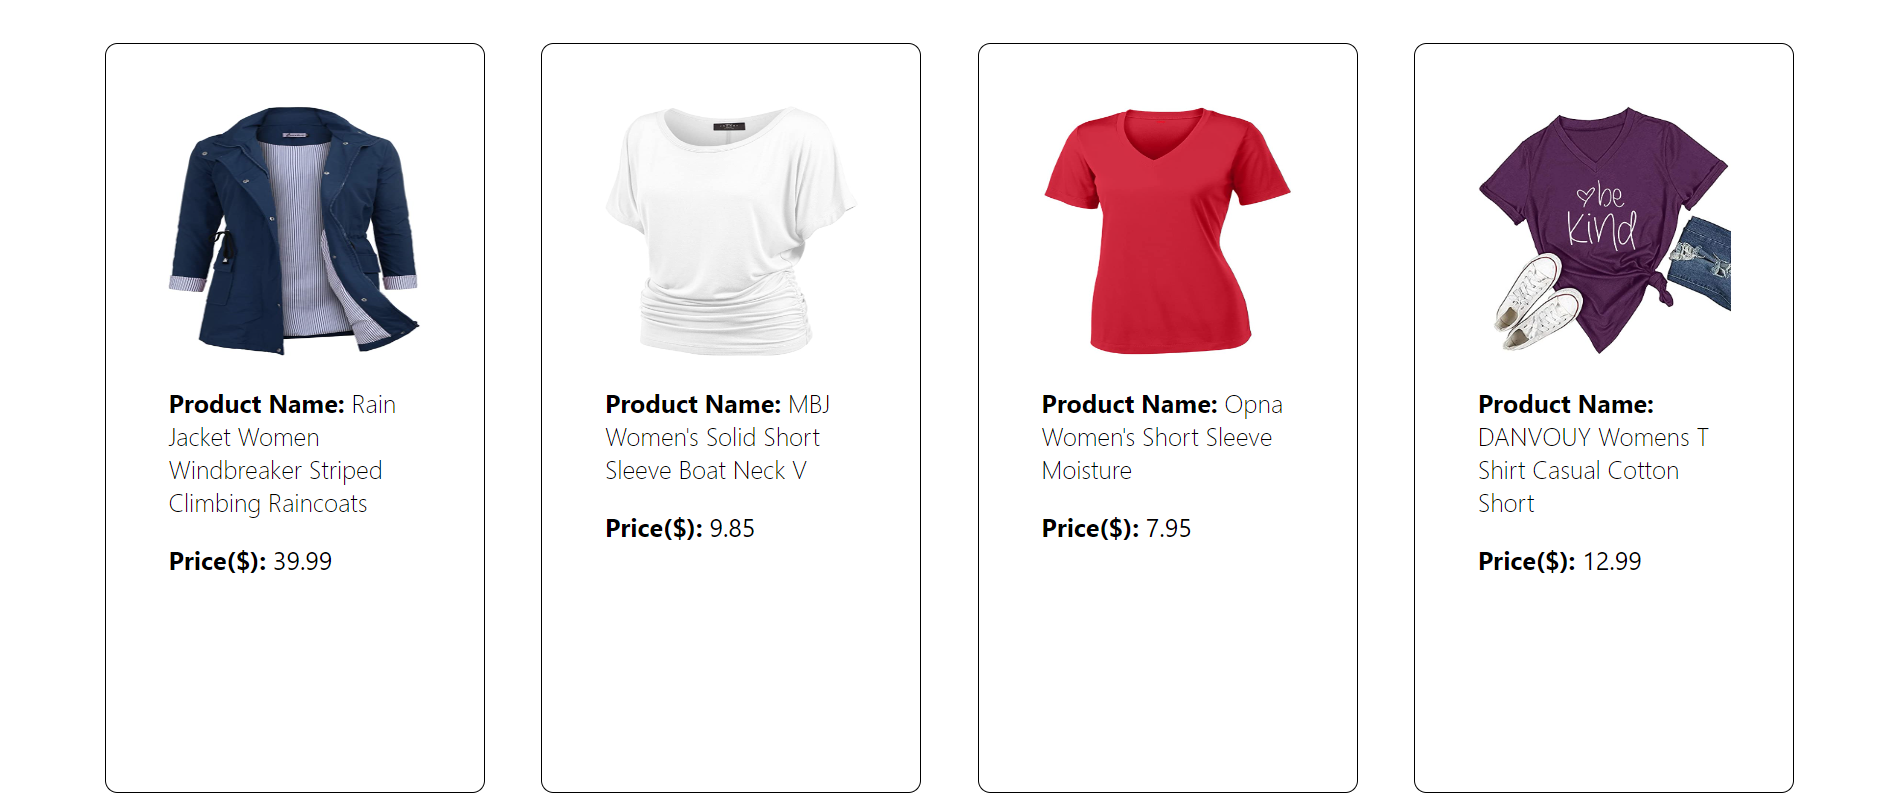 be
kind
Product Name: Rain
Jacket Women
Windbreaker Striped
Climbing Raincoats
Price($): 39.99
Product Name: MBJ
Women's Solid Short
Sleeve Boat Neck V
Price($): 9.85
Product Name: Opna
Women's Short Sleeve
Moisture
Price($): 7.95
Product Name:
DANVOUY Womens T
Shirt Casual Cotton
Short
Price($): 12.99